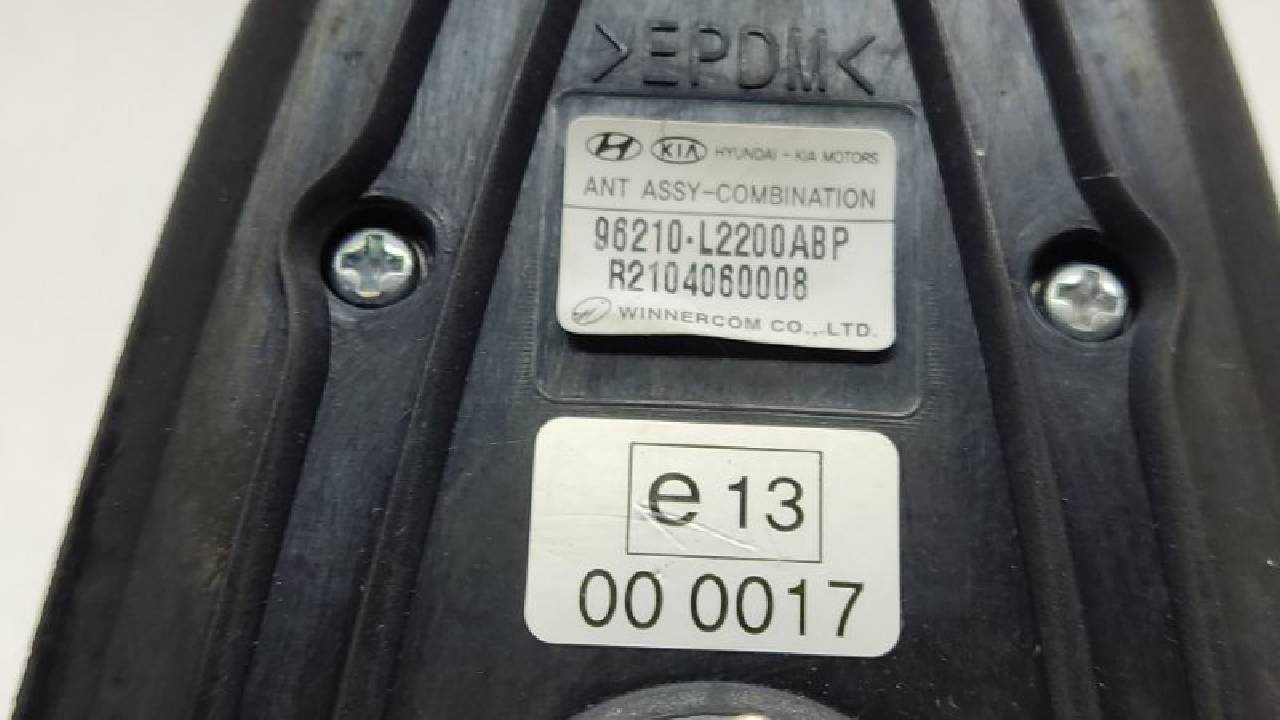 >EPDM<
KIA HYUNDAI - KIA MOTORS
ANT ASSY-COMBINATION
96210-L2200ABP
R2104060008
WINNERCOM CO.,LTD.
e 13
00 0017